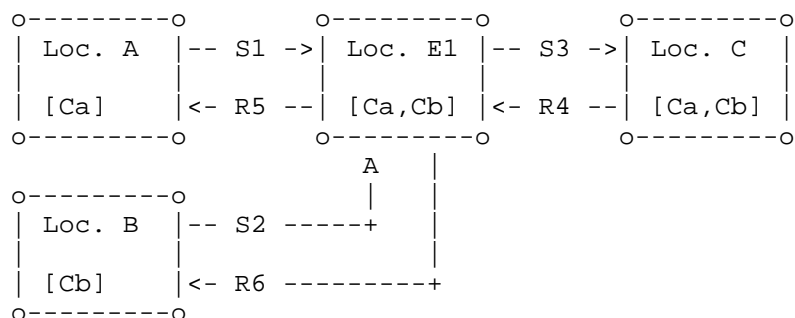 o---------o o---------o o---------o
| Loc. A |-- S1 ->| Loc. E1 |-- S3 ->| Loc. C |
| | | | | |
| [Ca] |<- R5 --| [Ca,Cb] |<- R4 --| [Ca,Cb] |
o---------o o---------o o---------o
A |
o---------o | |
| Loc. B |-- S2 -----+ |
| | |
| [Cb] |<- R6 ---------+
o---------o